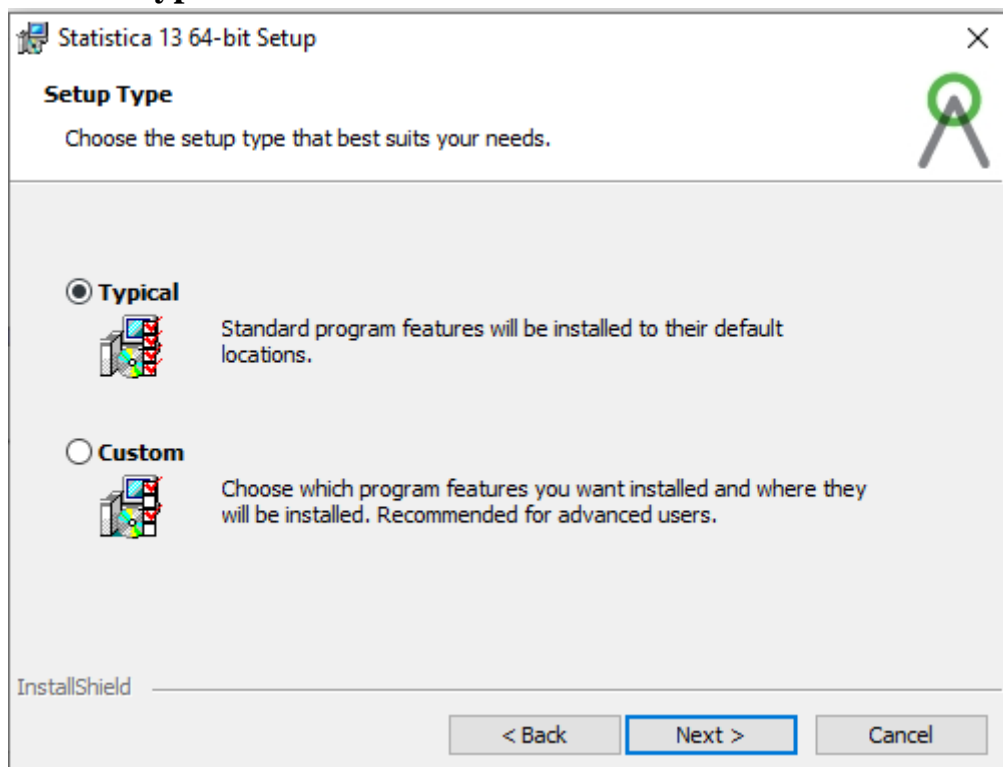 Statistica 13 64-bit Setup
Setup Type
Choose the setup type that best suits your needs.
Typical
Standard program features will be installed to their default
locations.
Custom
Choose which program features you want installed and where they
will be installed. Recommended for advanced users.
InstallShield
< Back Next > Cancel